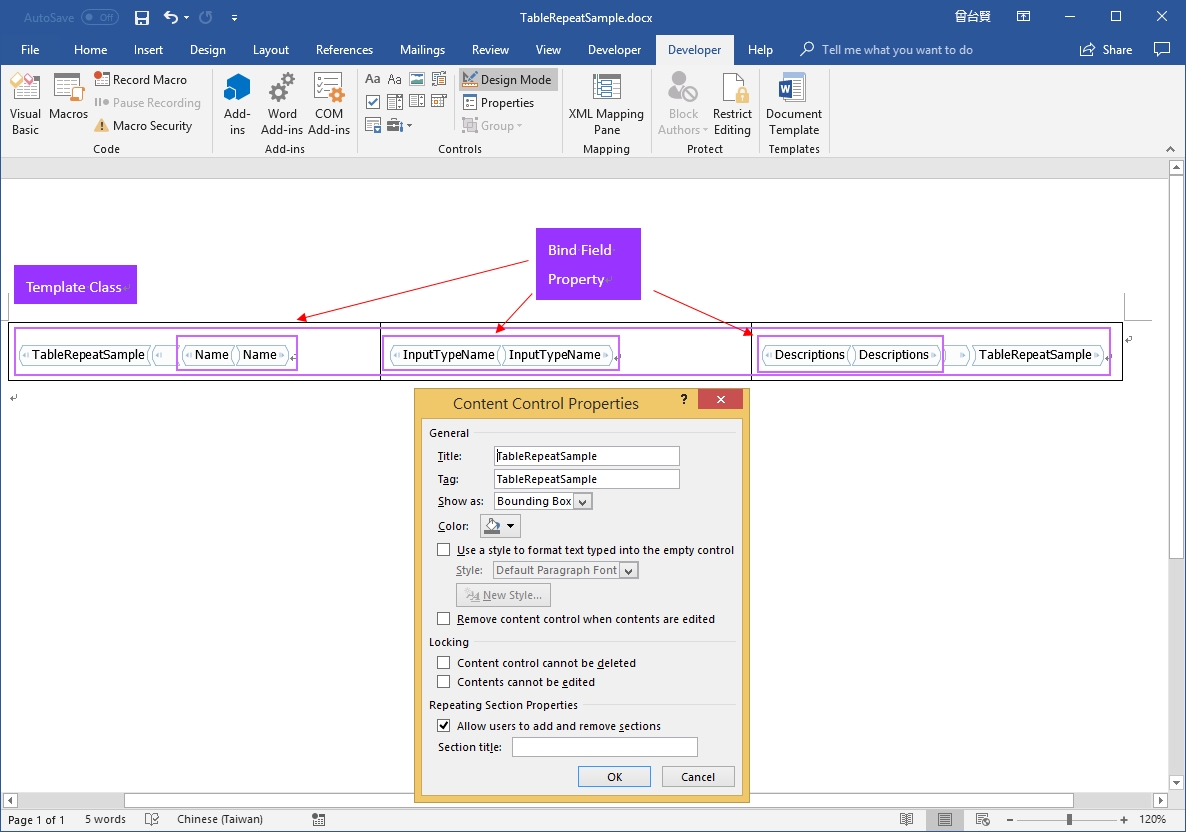 AutoSave Off TableRepeatSample.docx 曾台賢
File Home Insert Design Layout References Mailings Review View Developer Developer Help Tell me what you want to do Share
Visual Basic
Macros
Record Macro
Pause Recording
Macro Security
Code
Add-ins
Word Add-ins
COM Add-ins
Add-ins
Aa Aa
Design Mode
Properties
Group
Controls
XML Mapping Pane
Mapping
Block Authors
Restrict Editing
Protect
Document Template
Templates
Bind Field
Property
Template Class
TableRepeatSample Name Name InputTypeName InputTypeName Descriptions Descriptions TableRepeatSample
Content Control Properties ?
General
Title: TableRepeatSample
Tag: TableRepeatSample
Show as: Bounding Box
Color:
Use a style to format text typed into the empty control
Style: Default Paragraph Font
New Style...
Remove content control when contents are edited
Locking
Content control cannot be deleted
Contents cannot be edited
Repeating Section Properties
Allow users to add and remove sections
Section title:
OK Cancel
Page 1 of 1 5 words Chinese (Taiwan) 120%